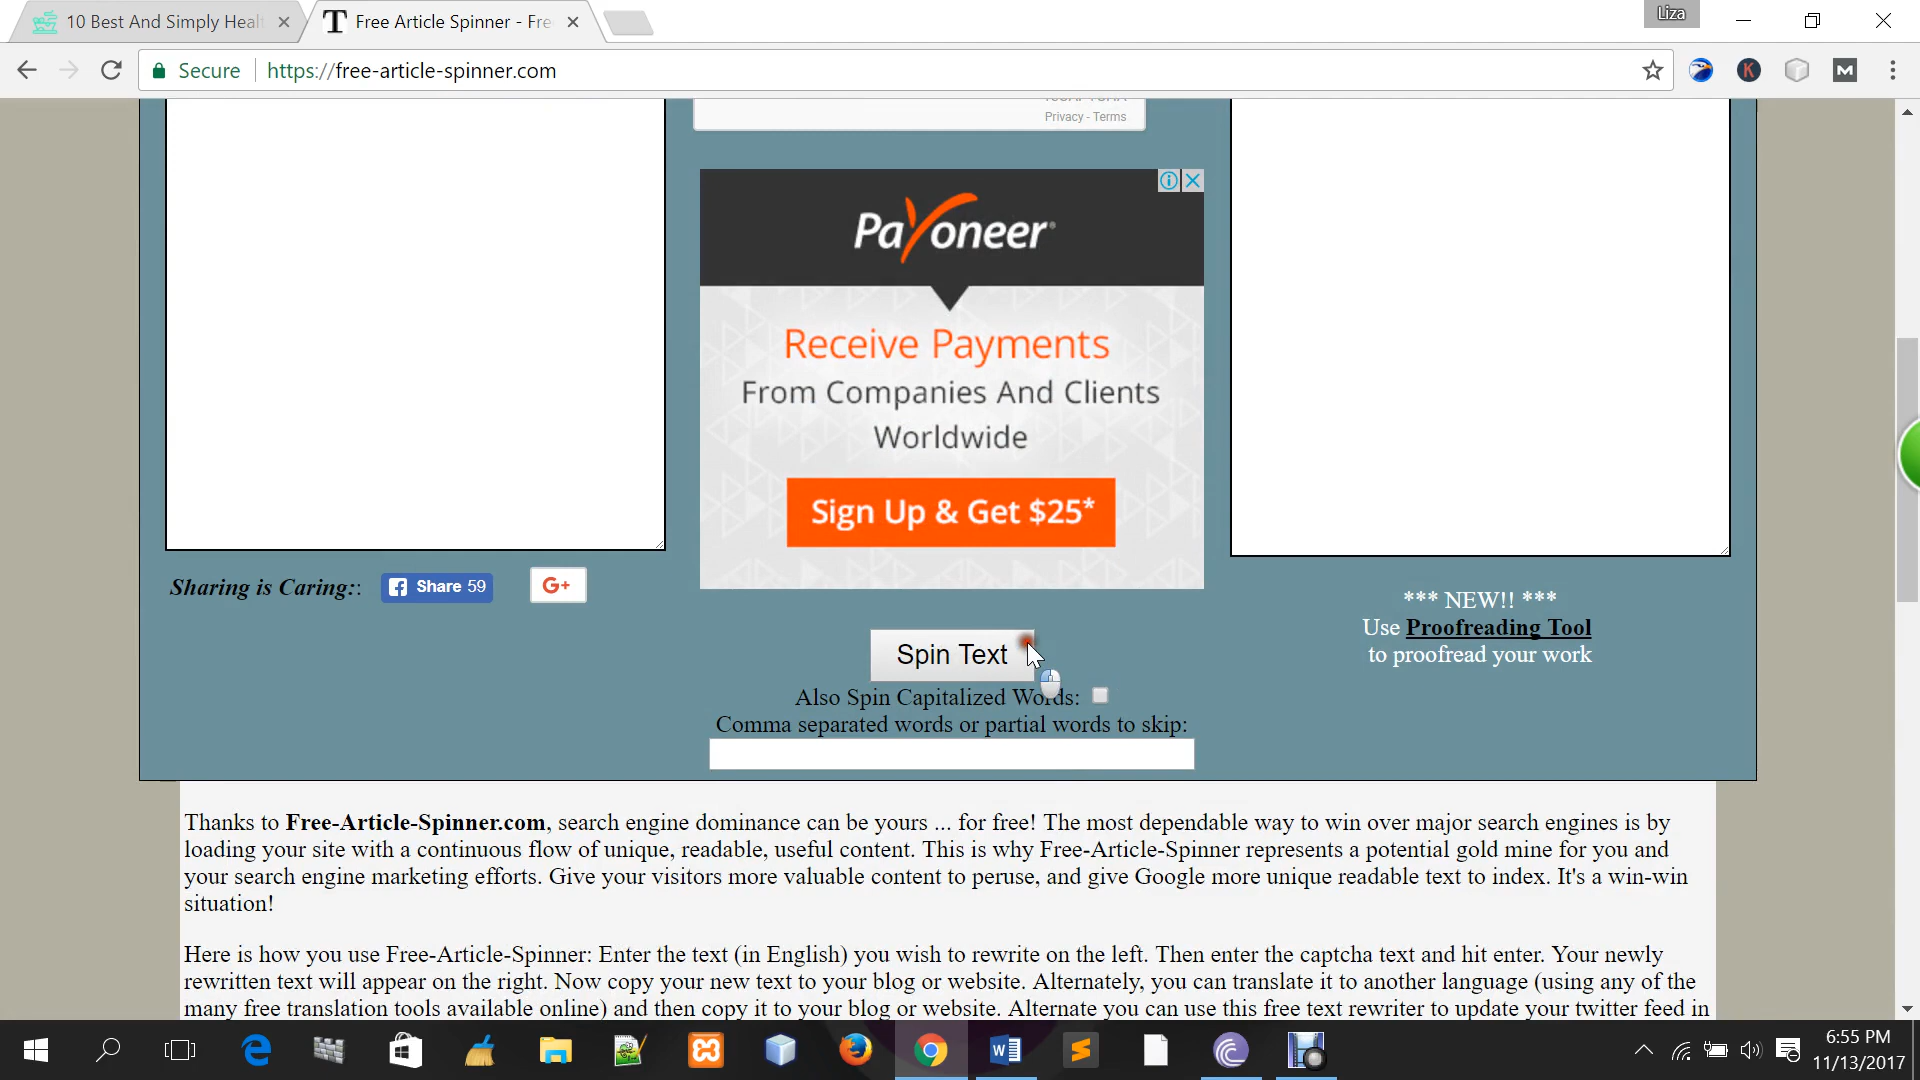 10 Best And Simply Heal
Free Article Spinner - Fre
Liza
Secure
https://free-article-spinner.com
K
M
Privacy - Terms
Payoneer
Receive Payments
From Companies And Clients
Worldwide
Sign Up & Get $25*
Sharing is Caring::
Share 59
G+
*** NEW!! ***
Use Proofreading Tool
to proofread your work
Spin Text
Also Spin Capitalized Words:
Comma separated words or partial words to skip:
Thanks to Free-Article-Spinner.com, search engine dominance can be yours ... for free! The most dependable way to win over major search engines is by
loading your site with a continuous flow of unique, readable, useful content. This is why Free-Article-Spinner represents a potential gold mine for you and
your search engine marketing efforts. Give your visitors more valuable content to peruse, and give Google more unique readable text to index. It's a win-win
situation!
Here is how you use Free-Article-Spinner: Enter the text (in English) you wish to rewrite on the left. Then enter the captcha text and hit enter. Your newly
rewritten text will appear on the right. Now copy your new text to your blog or website. Alternately, you can translate it to another language (using any of the
many free translation tools available online) and then copy it to your blog or website. Alternate you can use this free text rewriter to update your twitter feed in
6:55 PM
11/13/2017